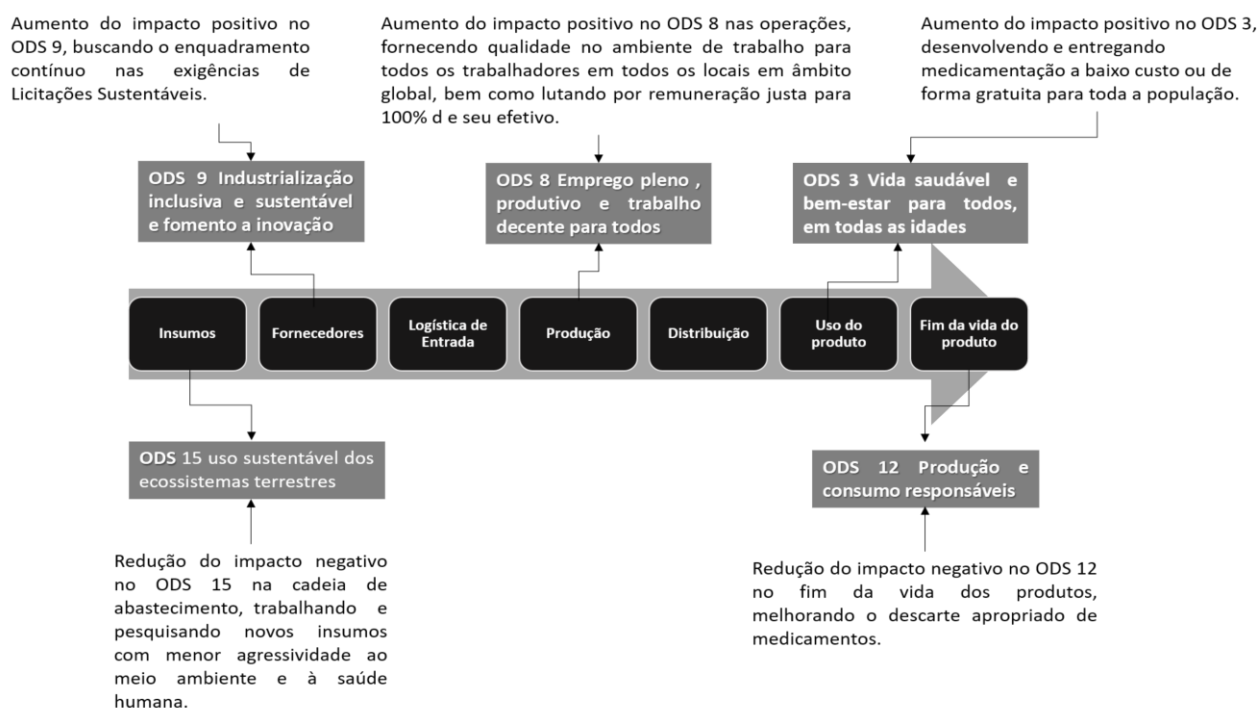 Aumento do impacto positivo no
ODS 9, buscando o enquadramento
contínuo nas exigências de
Licitações Sustentáveis.
Aumento do impacto positivo no ODS 8 nas operações,
fornecendo qualidade no ambiente de trabalho para
todos os trabalhadores em todos os locais em âmbito
global, bem como lutando por remuneração justa para
100% d e seu efetivo.
Aumento do impacto positivo no ODS 3,
desenvolvendo e entregando
medicamentação a baixo custo ou de
forma gratuita para toda a população.
ODS 9 Industrialização
inclusiva e sustentável
e fomento a inovação
ODS 8 Emprego pleno ,
produtivo e trabalho
decente para todos
ODS 3 Vida saudável e
bem-estar para todos,
em todas as idades
Insumos
Fornecedores
Logística de
Entrada
Produção
Distribuição
Uso do
produto
Fim da vida do
produto
ODS 15 uso sustentável dos
ecossistemas terrestres
ODS 12 Produção e
consumo responsáveis
Redução do impacto negativo
no ODS 15 na cadeia de
abastecimento, trabalhando e
pesquisando novos insumos
com menor agressividade ao
meio ambiente e à saúde
humana.
Redução do impacto negativo no ODS 12
no fim da vida dos produtos,
melhorando o descarte apropriado de
medicamentos.